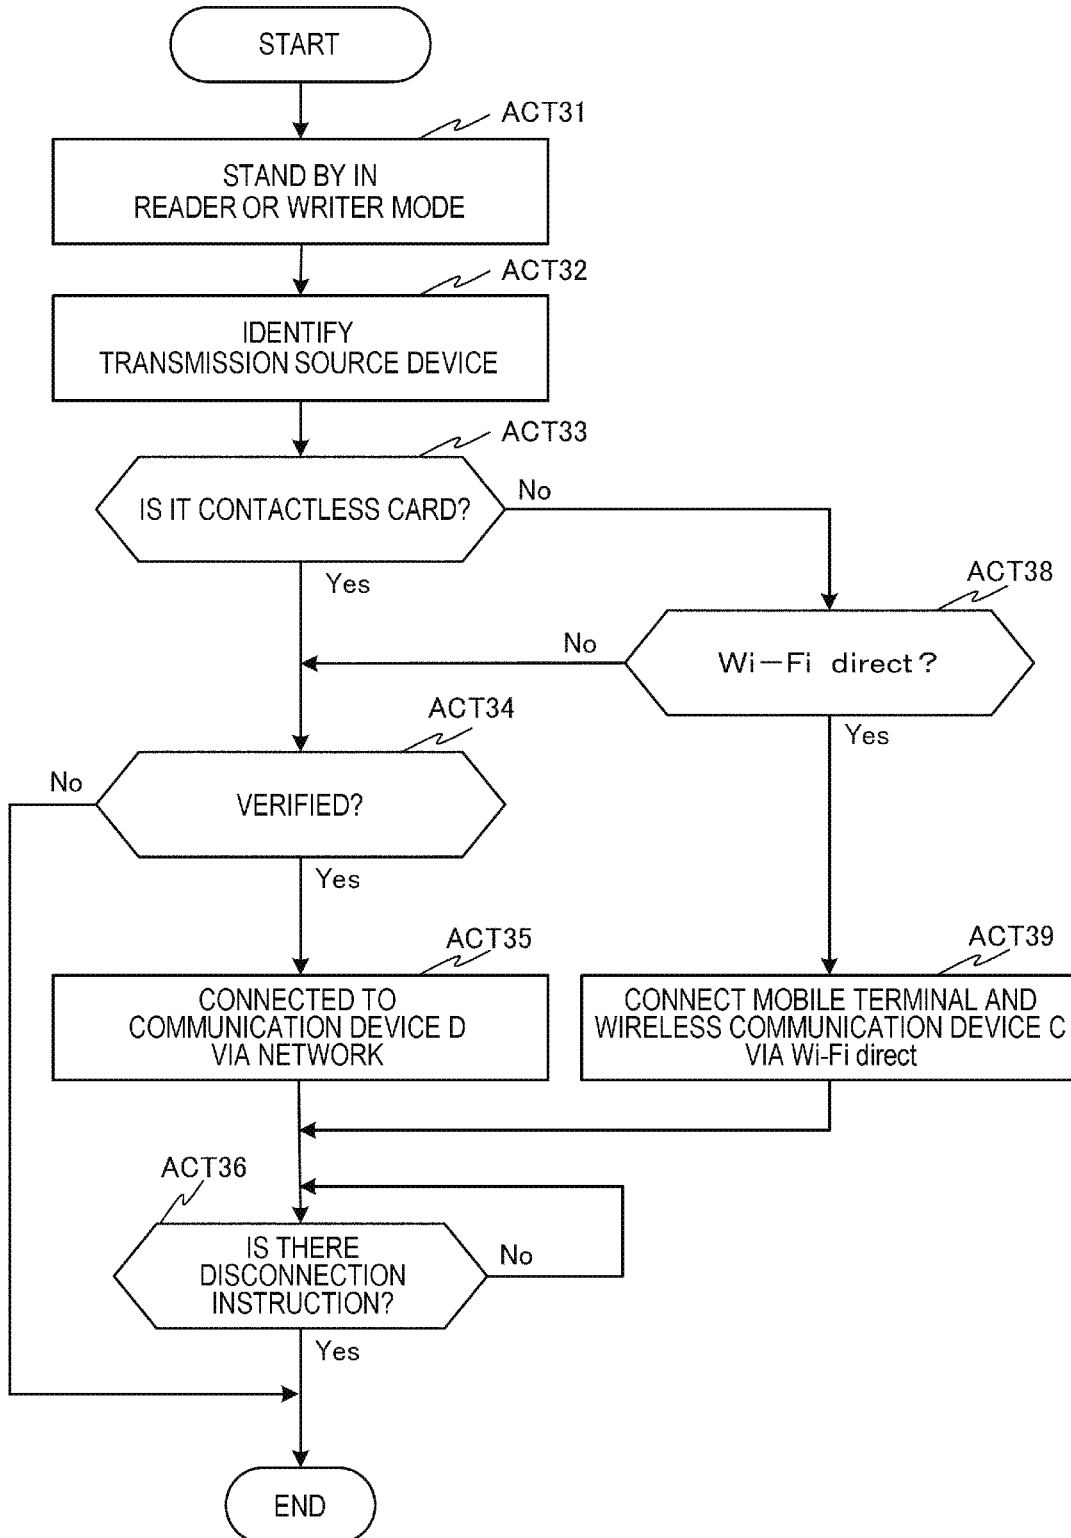 START
ACT31
STAND BY IN
READER OR WRITER MODE
ACT32
IDENTIFY
TRANSMISSION SOURCE DEVICE
ACT33
IS IT CONTACTLESS CARD?
No
Yes
ACT38
No
Wi-Fi direct?
Yes
ACT34
No
VERIFIED?
Yes
ACT35
CONNECTED TO
COMMUNICATION DEVICE D
VIA NETWORK
ACT39
CONNECT MOBILE TERMINAL AND
WIRELESS COMMUNICATION DEVICE C
VIA Wi-Fi direct
ACT36
IS THERE
DISCONNECTION
INSTRUCTION?
No
Yes
END